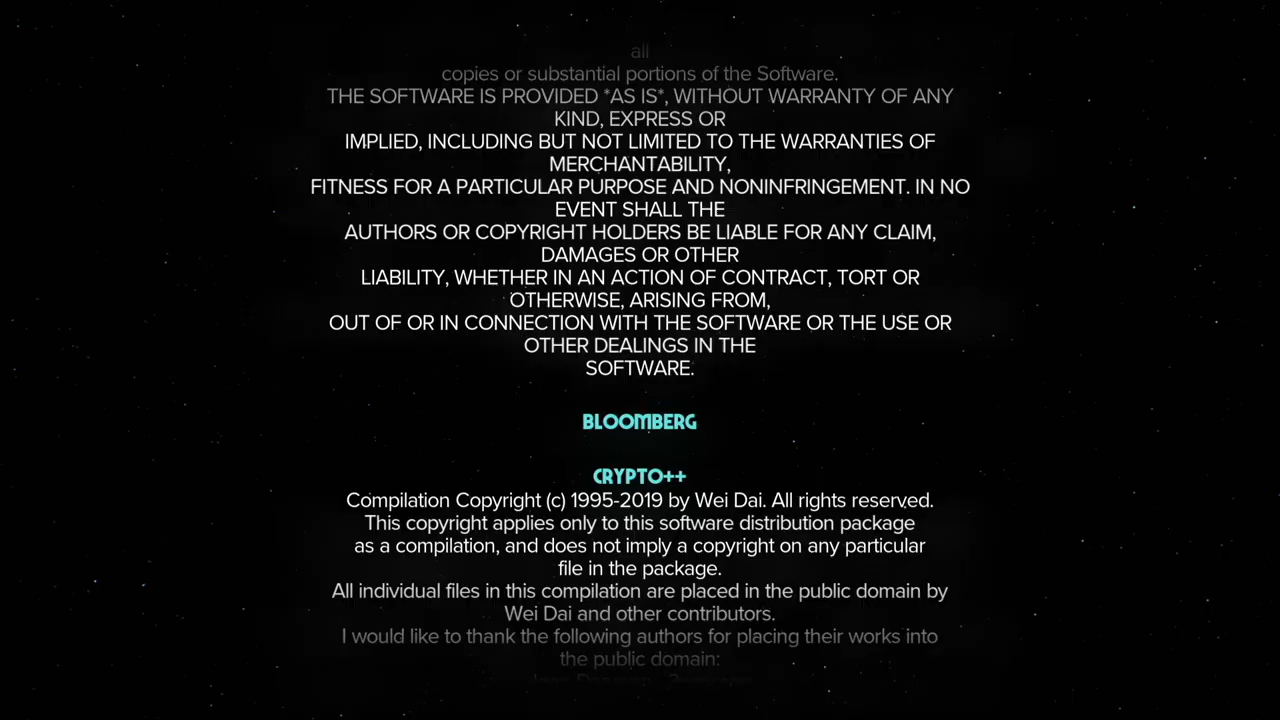 all
copies or substantial portions of the Software.
THE SOFTWARE IS PROVIDED *AS IS*, WITHOUT WARRANTY OF ANY
KIND, EXPRESS OR
IMPLIED, INCLUDING BUT NOT LIMITED TO THE WARRANTIES OF
MERCHANTABILITY,
FITNESS FOR A PARTICULAR PURPOSE AND NONINFRINGEMENT. IN NO
EVENT SHALL THE
AUTHORS OR COPYRIGHT HOLDERS BE LIABLE FOR ANY CLAIM,
DAMAGES OR OTHER
LIABILITY, WHETHER IN AN ACTION OF CONTRACT, TORT OR
OTHERWISE, ARISING FROM,
OUT OF OR IN CONNECTION WITH THE SOFTWARE OR THE USE OR
OTHER DEALINGS IN THE
SOFTWARE.
BLOOMBERG
CRYPTO++
Compilation Copyright (c) 1995-2019 by Wei Dai. All rights reserved.
This copyright applies only to this software distribution package
as a compilation, and does not imply a copyright on any particular
file in the package.
All individual files in this compilation are placed in the public domain by
Wei Dai and other contributors.
I would like to thank the following authors for placing their works into
the public domain: